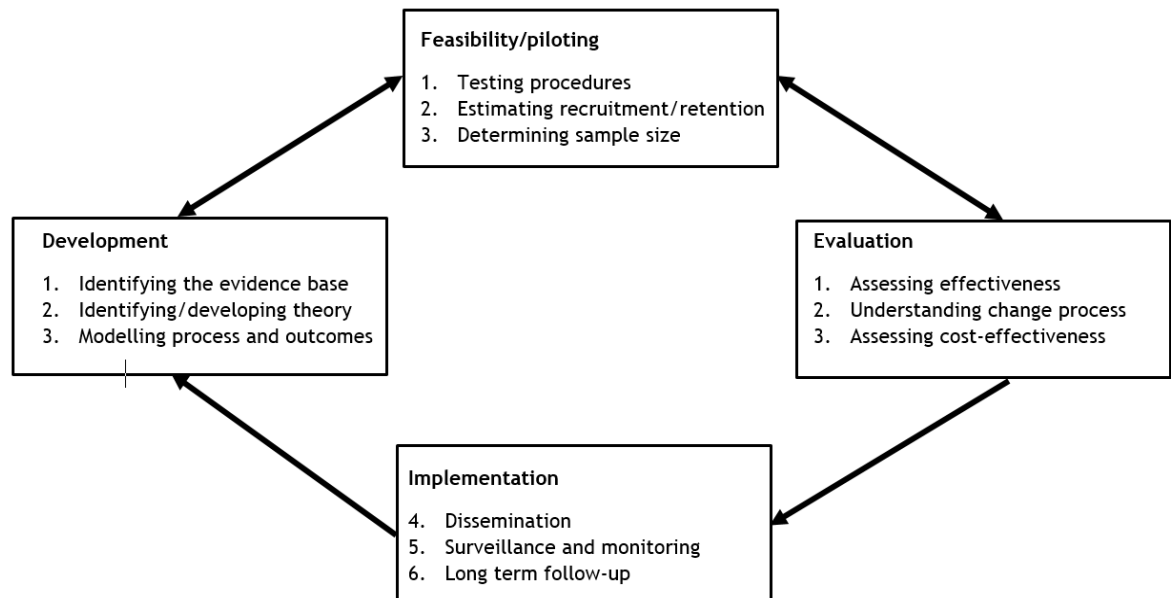 Feasibility/piloting
1. Testing procedures
2. Estimating recruitment/retention
3. Determining sample size
Development
1. Identifying the evidence base
2. Identifying/developing theory
3. Modelling process and outcomes
Evaluation
1. Assessing effectiveness
2. Understanding change process
3. Assessing cost-effectiveness
Implementation
4. Dissemination
5. Surveillance and monitoring
6. Long term follow-up